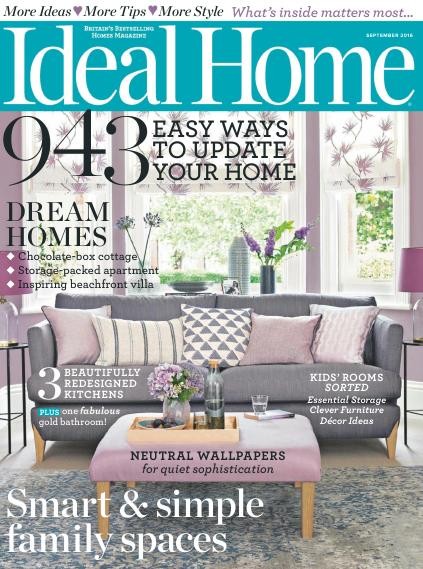 More Ideas ♥ More Tips ♥ More Style What's inside matters most...
BRITAIN'S BESTSELLING
HOMES MAGAZINE
SEPTEMBER 2016
Ideal Home
943 EASY WAYS
TO UPDATE
YOUR HOME
DREAM
HOMES
◆ Chocolate-box cottage
◆ Storage-packed apartment
◆ Inspiring beachfront villa
3 BEAUTIFULLY
REDESIGNED
KITCHENS
PLUS one fabulous
gold bathroom!
KIDS' ROOMS
SORTED
Essential Storage
Clever Furniture
Décor Ideas
NEUTRAL WALLPAPERS
for quiet sophistication
Smart & simple
family spaces